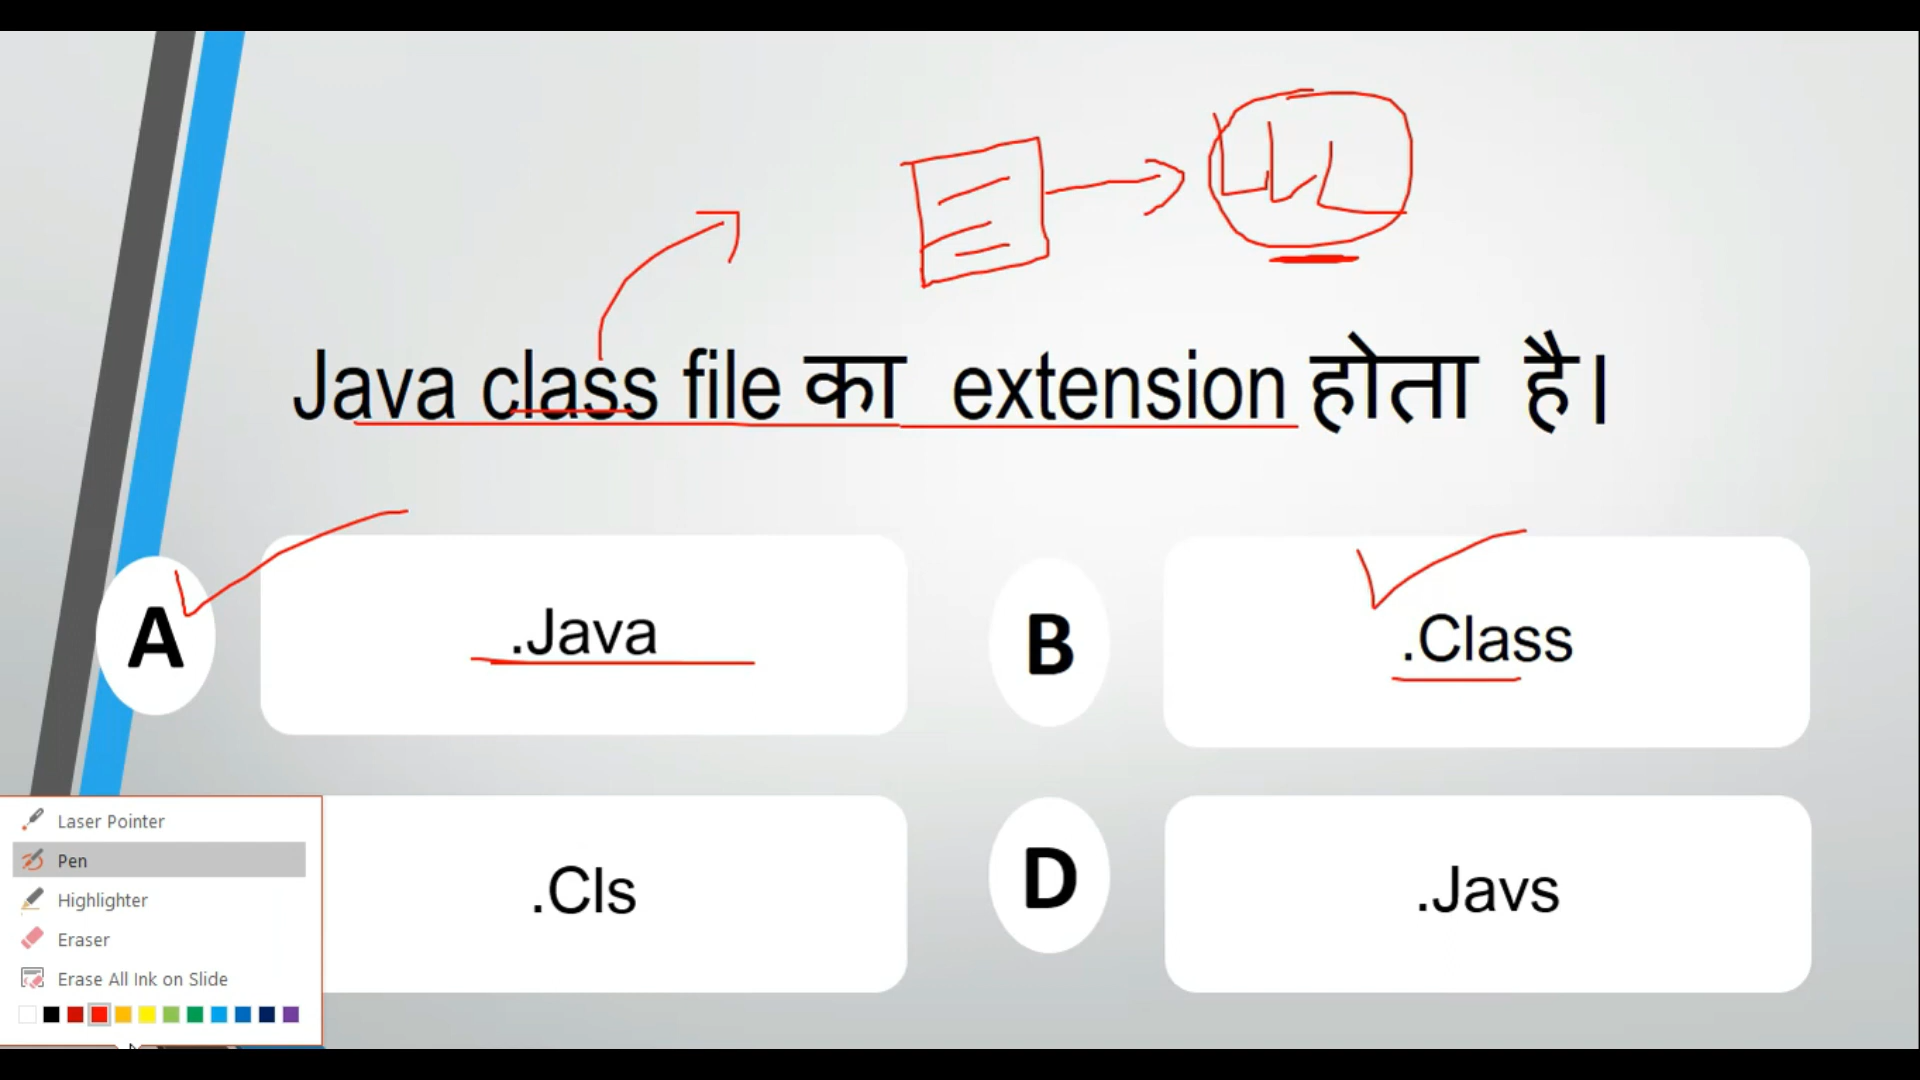 Java class file का extension होता है।
A
.Java
B
.Class
.Cls
D
.Javs
Laser Pointer
Pen
Highlighter
Eraser
Erase All Ink on Slide